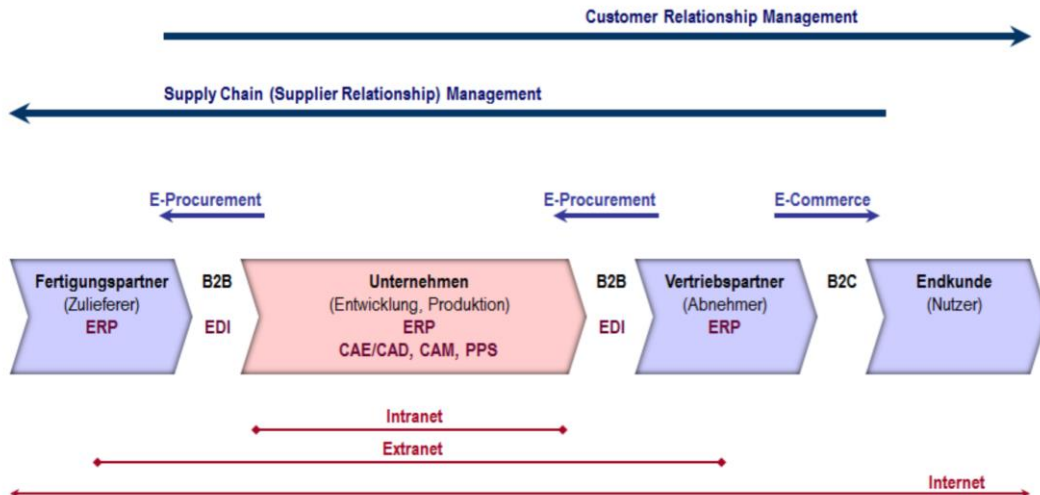 Customer Relationship Management
Supply Chain (Supplier Relationship) Management
E-Procurement
E-Procurement
E-Commerce
Fertigungspartner
(Zulieferer)
ERP
B2B
EDI
Unternehmen
(Entwicklung, Produktion)
ERP
CAE/CAD, CAM, PPS
B2B
EDI
Vertriebspartner
(Abnehmer)
ERP
B2C
Endkunde
(Nutzer)
Intranet
Extranet
Internet